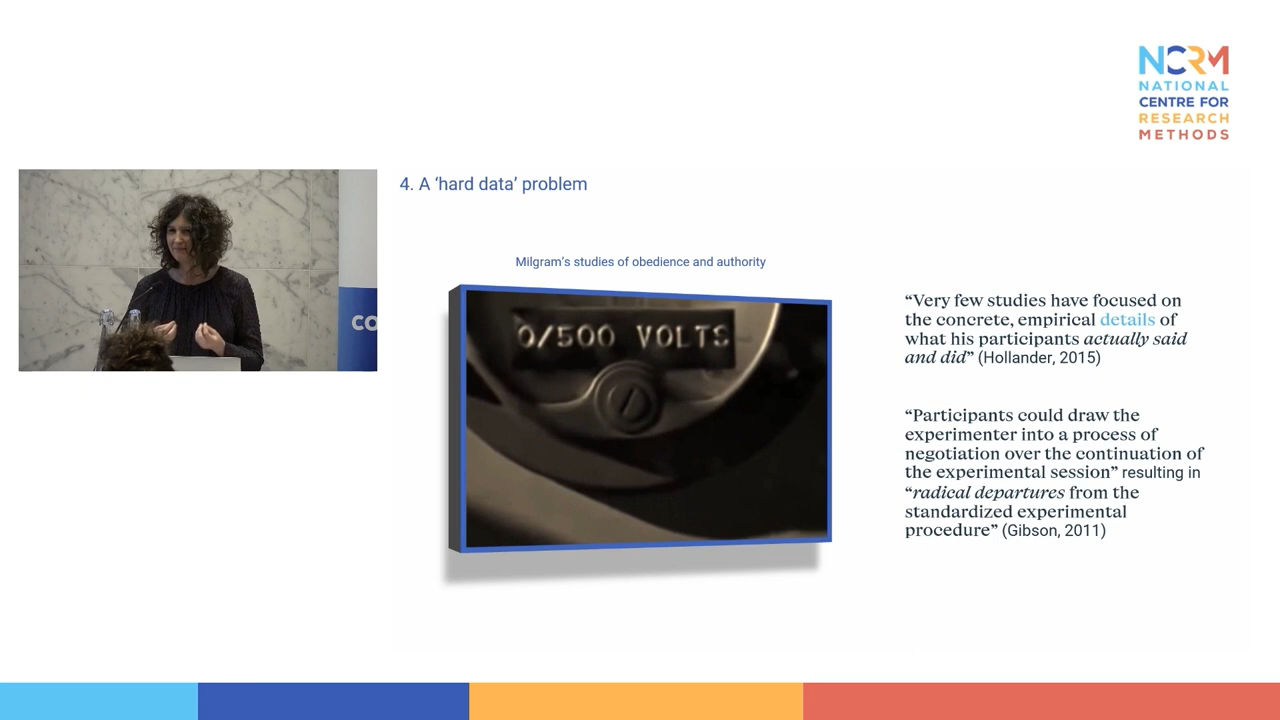 NCRM
NATIONAL
CENTRE FOR
RESEARCH
METHODS
4. A ‘hard data’ problem
CO
Milgram’s studies of obedience and authority
0/500 VOLTS
“Very few studies have focused on
the concrete, empirical details of
what his participants actually said
and did” (Hollander, 2015)
“Participants could draw the
experimenter into a process of
negotiation over the continuation of
the experimental session” resulting in
“radical departures from the
standardized experimental
procedure” (Gibson, 2011)